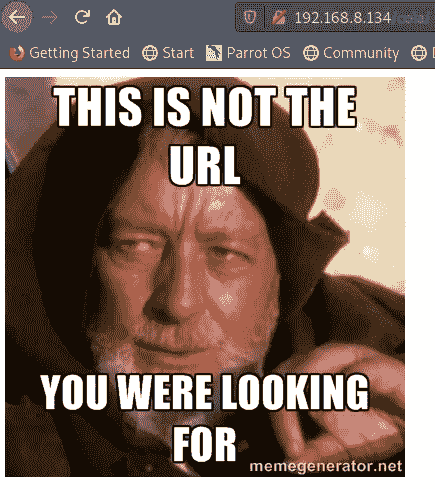 192.168.8.134/cola/
Getting Started Start Parrot OS Community
THIS IS NOT THE
URL
YOU WERE LOOKING
FOR
memegenerator.net